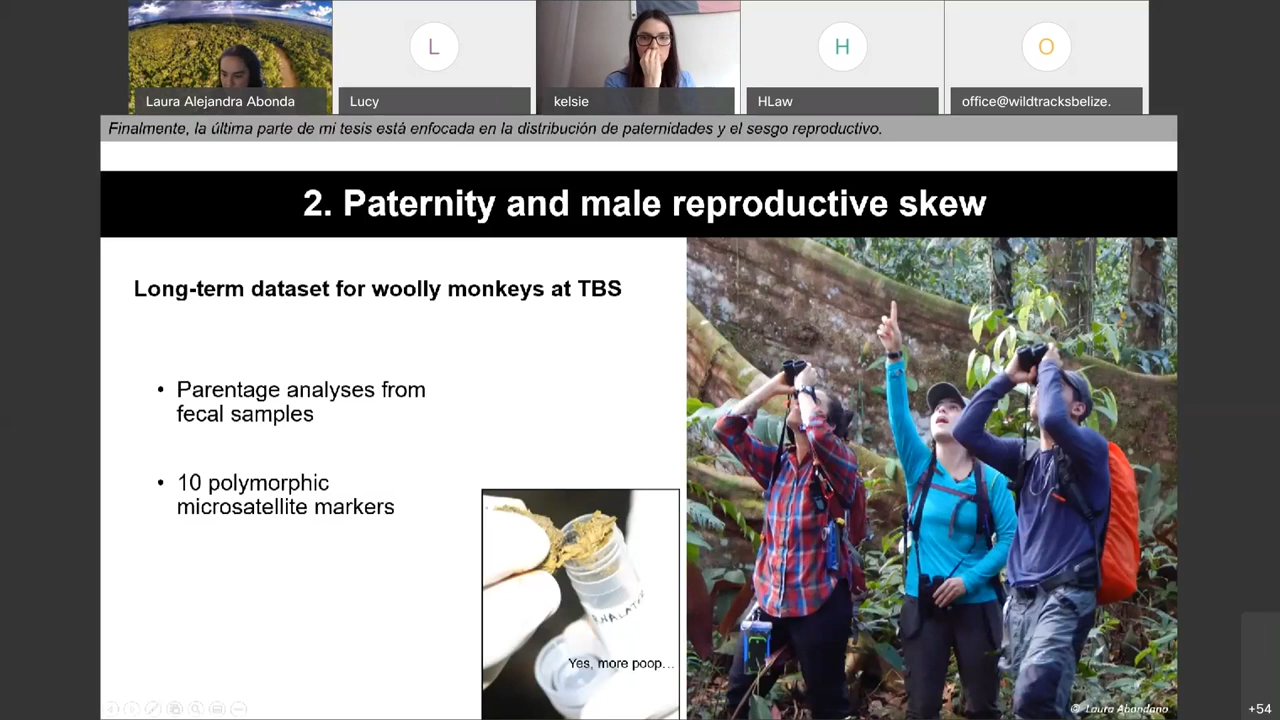 L
H
O
Laura Alejandra Abonda
Lucy
kelsie
HLaw
office@wildtracksbelize.
Finalmente, la última parte de mi tesis está enfocada en la distribución de paternidades y el sesgo reproductivo.
2. Paternity and male reproductive skew
Long-term dataset for woolly monkeys at TBS
• Parentage analyses from
fecal samples
• 10 polymorphic
microsatellite markers
Yes, more poop...
@ Laura Abondano
+54